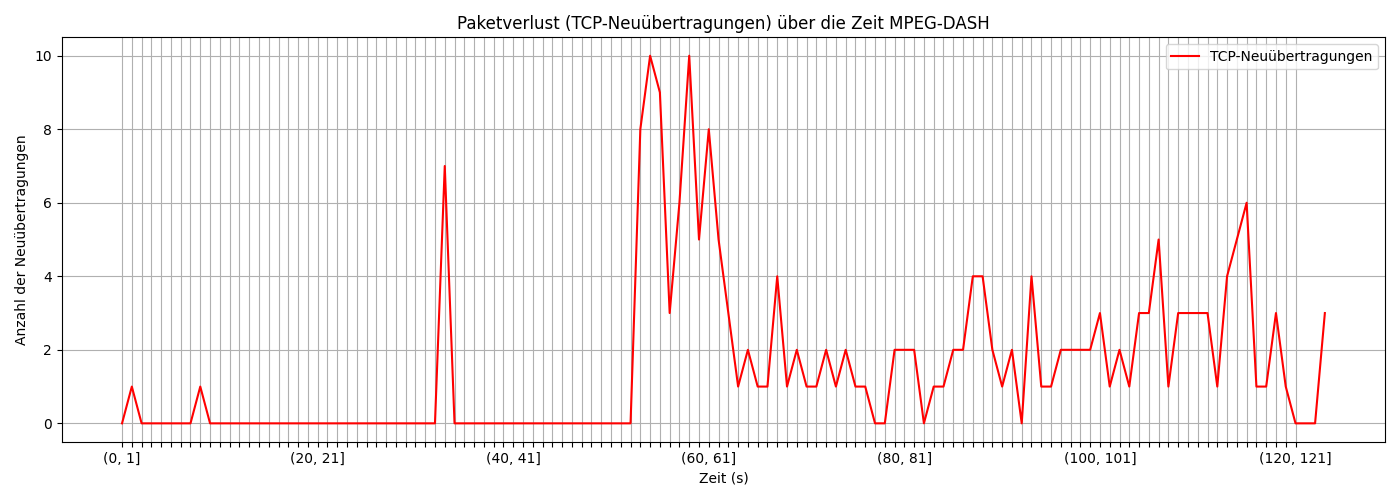 Paketverlust (TCP-Neuübertragungen) über die Zeit MPEG-DASH
TCP-Neuübertragungen
Anzahl der Neuübertragungen
10
8
6
4
2
0
(0, 1] (20, 21] (40, 41] (60, 61] (80, 81] (100, 101] (120, 121]
Zeit (s)